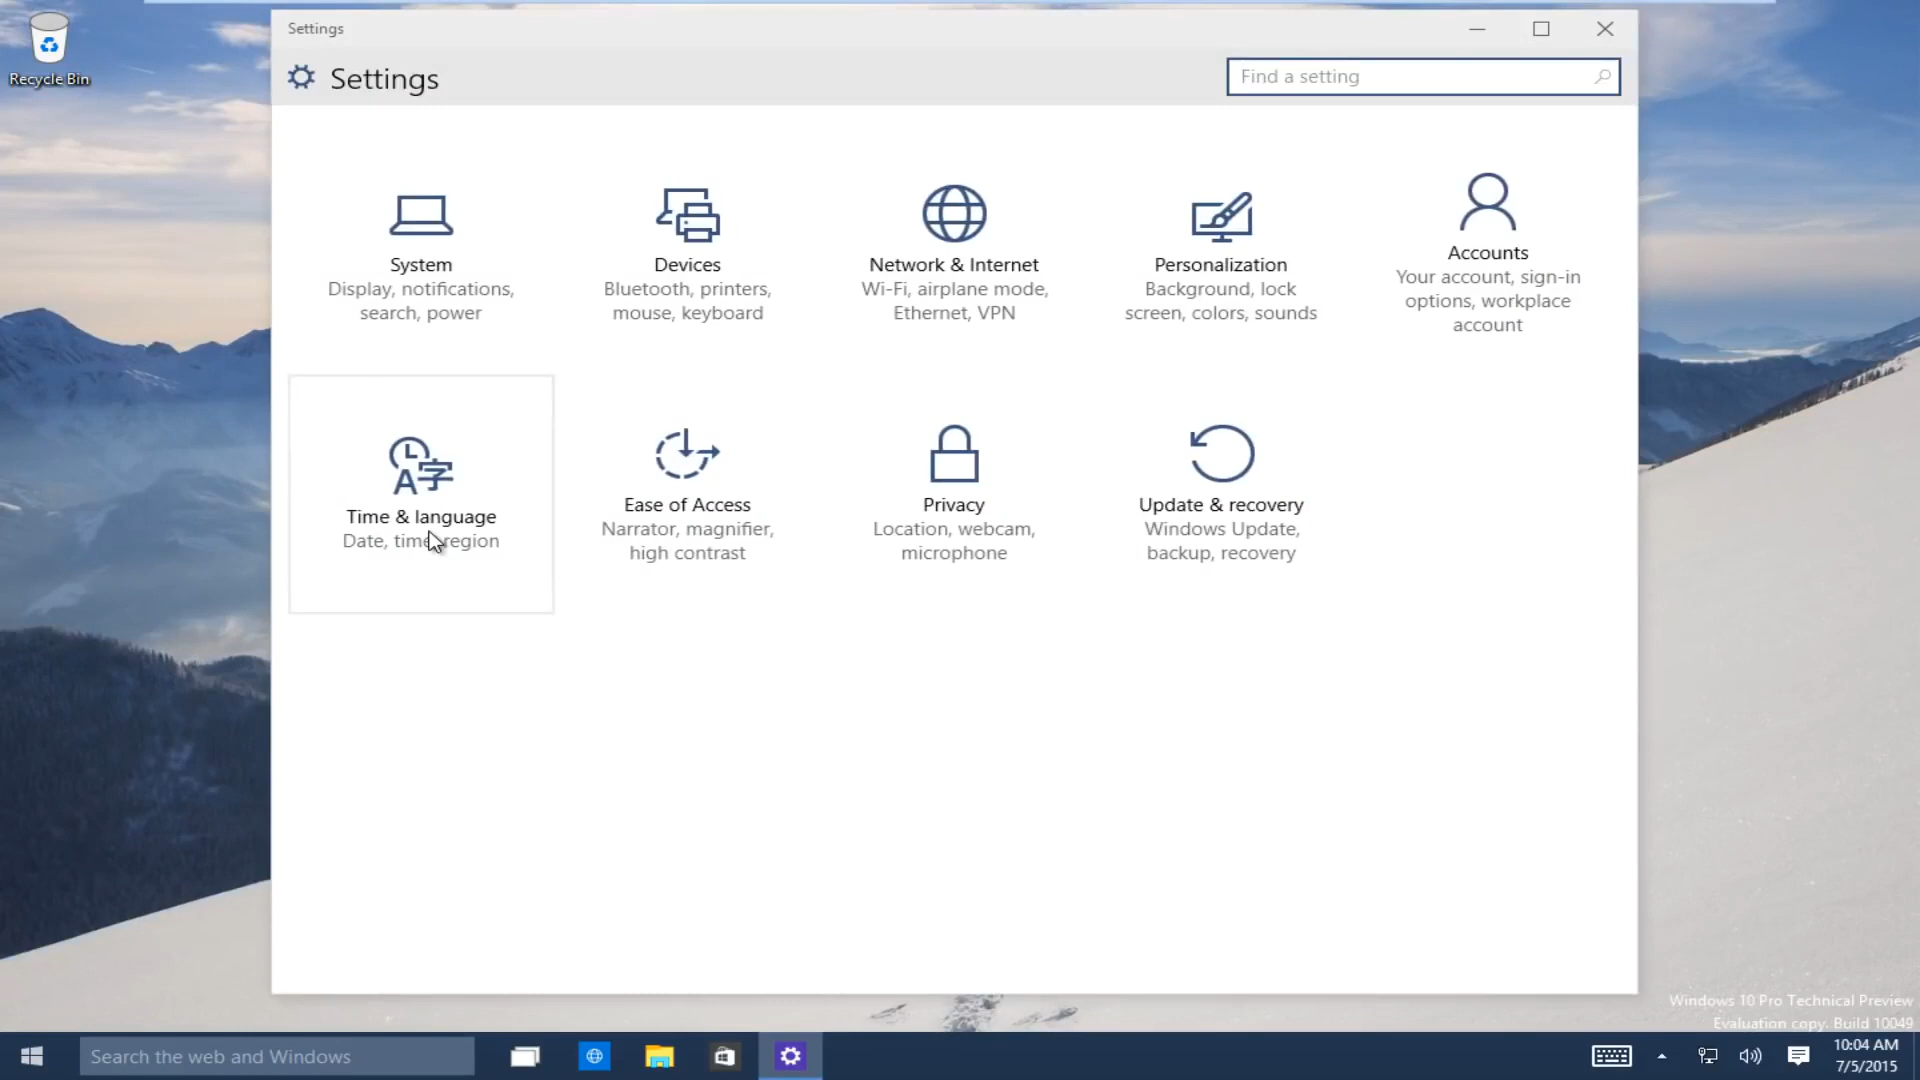 Recycle Bin
Settings
Settings
Find a setting
System
Display, notifications,
search, power
Devices
Bluetooth, printers,
mouse, keyboard
Network & Internet
Wi-Fi, airplane mode,
Ethernet, VPN
Personalization
Background, lock
screen, colors, sounds
Accounts
Your account, sign-in
options, workplace
account
Time & language
Date, time, region
Ease of Access
Narrator, magnifier,
high contrast
Privacy
Location, webcam,
microphone
Update & recovery
Windows Update,
backup, recovery
Windows 10 Pro Technical Preview
Evaluation copy. Build 10049
Search the web and Windows
10:04 AM
7/5/2015